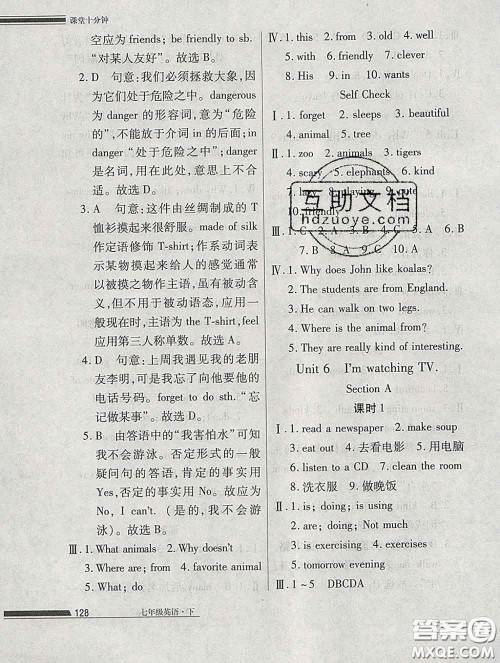 课堂十分钟
空应为 friends; be friendly to sb.
“对某人友好”。故选 B。
2. D 句意:我们必须拯救大象,因
为它们处于危险之中。dangerous
为 danger 的形容词,意为“危险
的”,不能放于介词 in 的后面;in
danger “处于危险之中”,danger
是名词,用在此处,意思上不合
适。故选 D。
3. A 句意:这件由丝绸制成的 T
恤衫摸起来很舒服。made of silk
作定语修饰 T-shirt;作系动词表示
某物摸起来给人的感觉通常
以被摸之物作主语,虽有被动含
义,但不用于被动语态,应用于一
般现在时,主语为 the T-shirt, feel
应用第三人称单数。故选 A。
4. D 句意:上周我遇见我的老朋
友李明,可是我忘了向他要他的
电话号码。forget to do sth. “忘
记做某事”。故选 D。
5. B 由答语中的“我害怕水”可知
我不会游泳。否定形式的一般
疑问句的答语,肯定的事实用
Yes,否定的事实用 No。故应为
No, I can't. (是的,我不会游
泳)。故选 B。
Ⅲ. 1. What animals 2. Why doesn't
3. Where are; from 4. favorite animal
5. What; do
128 七年级英语·下
Ⅳ. 1. from 2. and 3. old 4. well
5. with 6. this 7. from 8. cute
9. in 10. wants
Self Check
Ⅰ. 1. forget 2. sleeps 3. beautiful
4. animal 5. tree
Ⅱ. 1. zoo 2. animals 3. tigers
4. scary 5. elephants 6. kind
7. lazy 8. playing 9. cute
10. friendly
互助文档
hdzuoye.com
Ⅲ. 1. C 2. B 3. C 4. A 5. A 6. B
7. B 8. A 9. C 10. A
Ⅳ. 1. Why does John like koalas?
2. The students are from England.
3. He can walk on two legs.
4. Where is the animal from?
5. They are really kind of interesting.
Unit 6 I'm watching TV.
Section A
课时 1
Ⅰ. 1. read a newspaper 2. make soup
3. eat out 4. 去看电影 5. 用电脑
6. listen to a CD 7. clean the room
8. 洗衣服 9. 做晚饭
Ⅱ. 1. is; doing; is using
2. are; doing; Not much
3. is exercising 4. exercises
5. tomorrow evening
Ⅲ. 1~5 DBCDA
答案圈
MXQE.COM